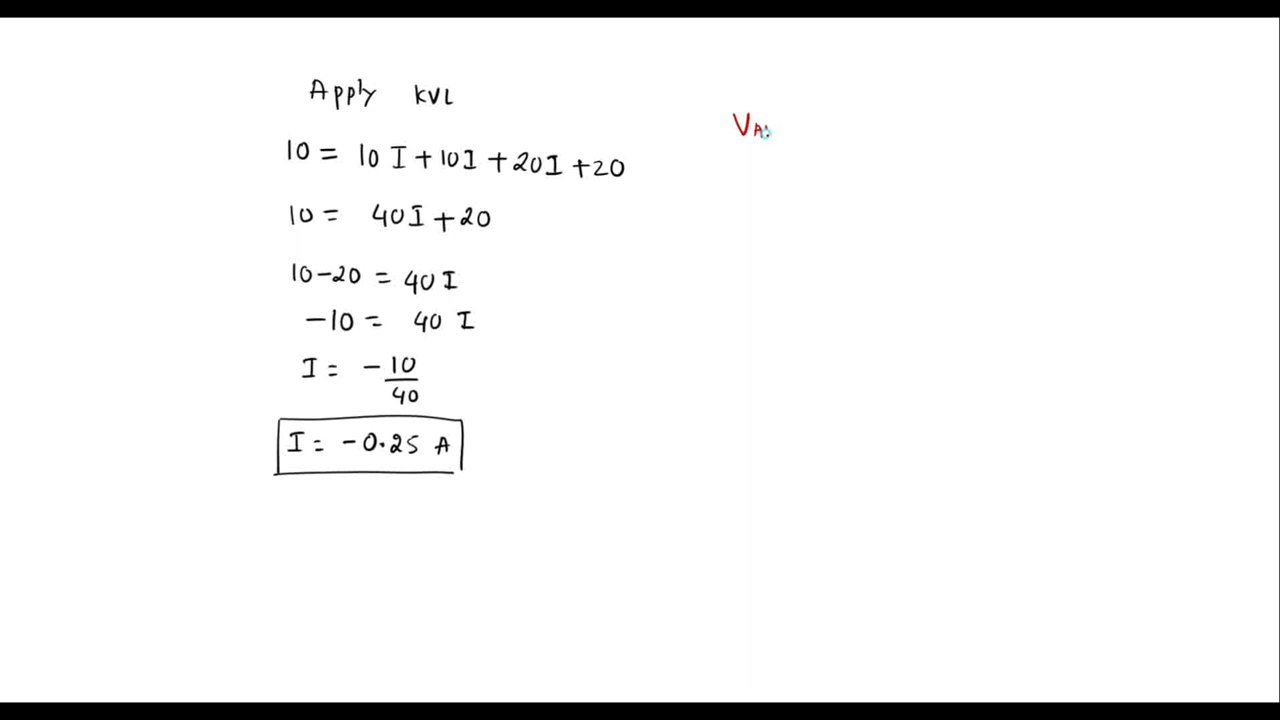 Apply KVL
10 = 10 I + 10 I + 20 I + 20
10 = 40 I + 20
10 - 20 = 40 I
- 10 = 40 I
I = - 10/40
I = - 0.25 A
VA